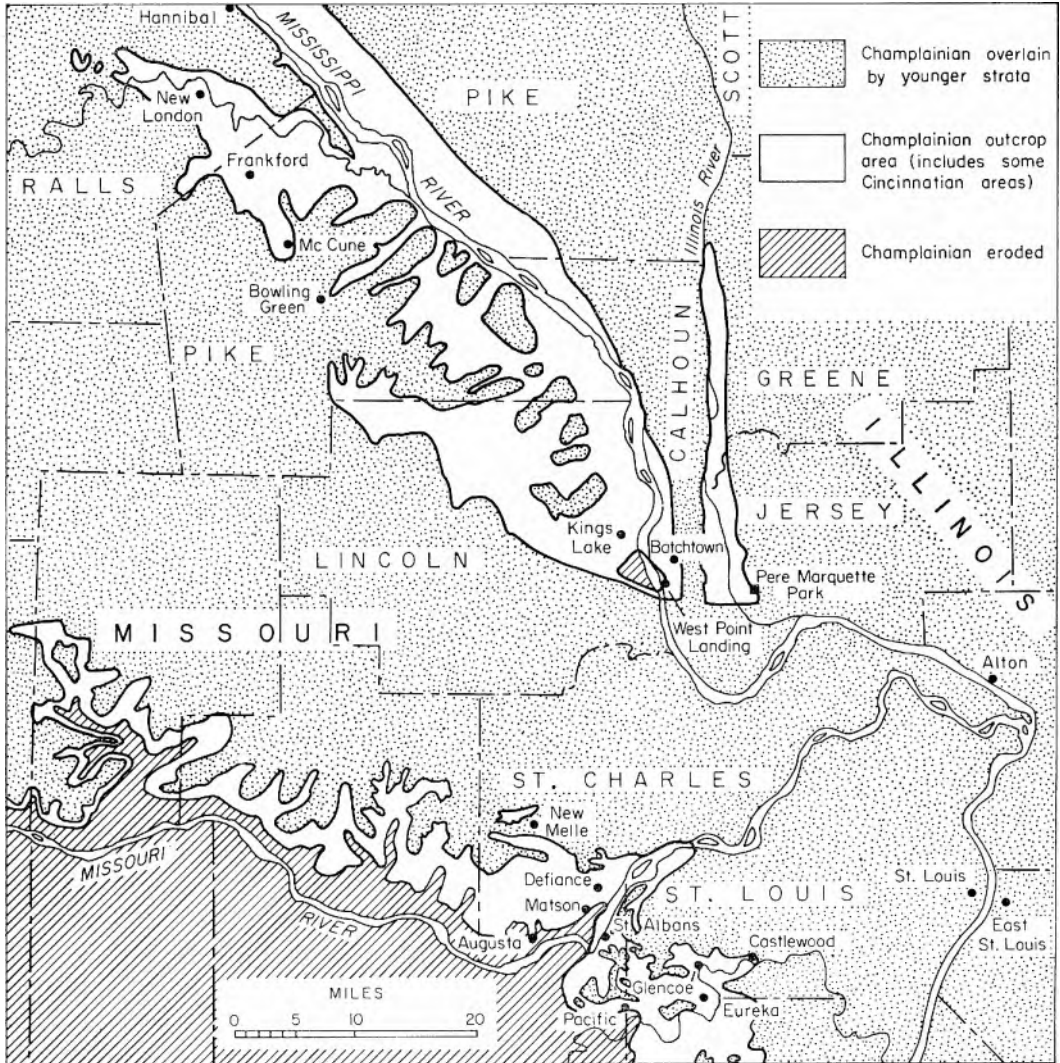 Hannibal
MISSISSIPPI
RIVER
SCOTT
PIKE
Champlainian overlain
by younger strata
Champlainian outcrop
area (includes some
Cincinnatian areas)
Champlainian eroded
New
London
Frankford
RALLS
Mc Cune
Bowling
Green
Illinois River
PIKE
CALHOUN
GREENE
ILLINOIS
JERSEY
Kings
Lake
Batchtown
LINCOLN
Pere Marquette
Park
West Point
Landing
MISSOURI
Alton
ST. CHARLES
New
Melle
MISSOURI
RIVER
Defiance
Matson
Augusta
ST. LOUIS
St. Albans
St. Louis
East
St. Louis
Castlewood
Glencoe
Eureka
Pacific
MILES
0 5 10 20